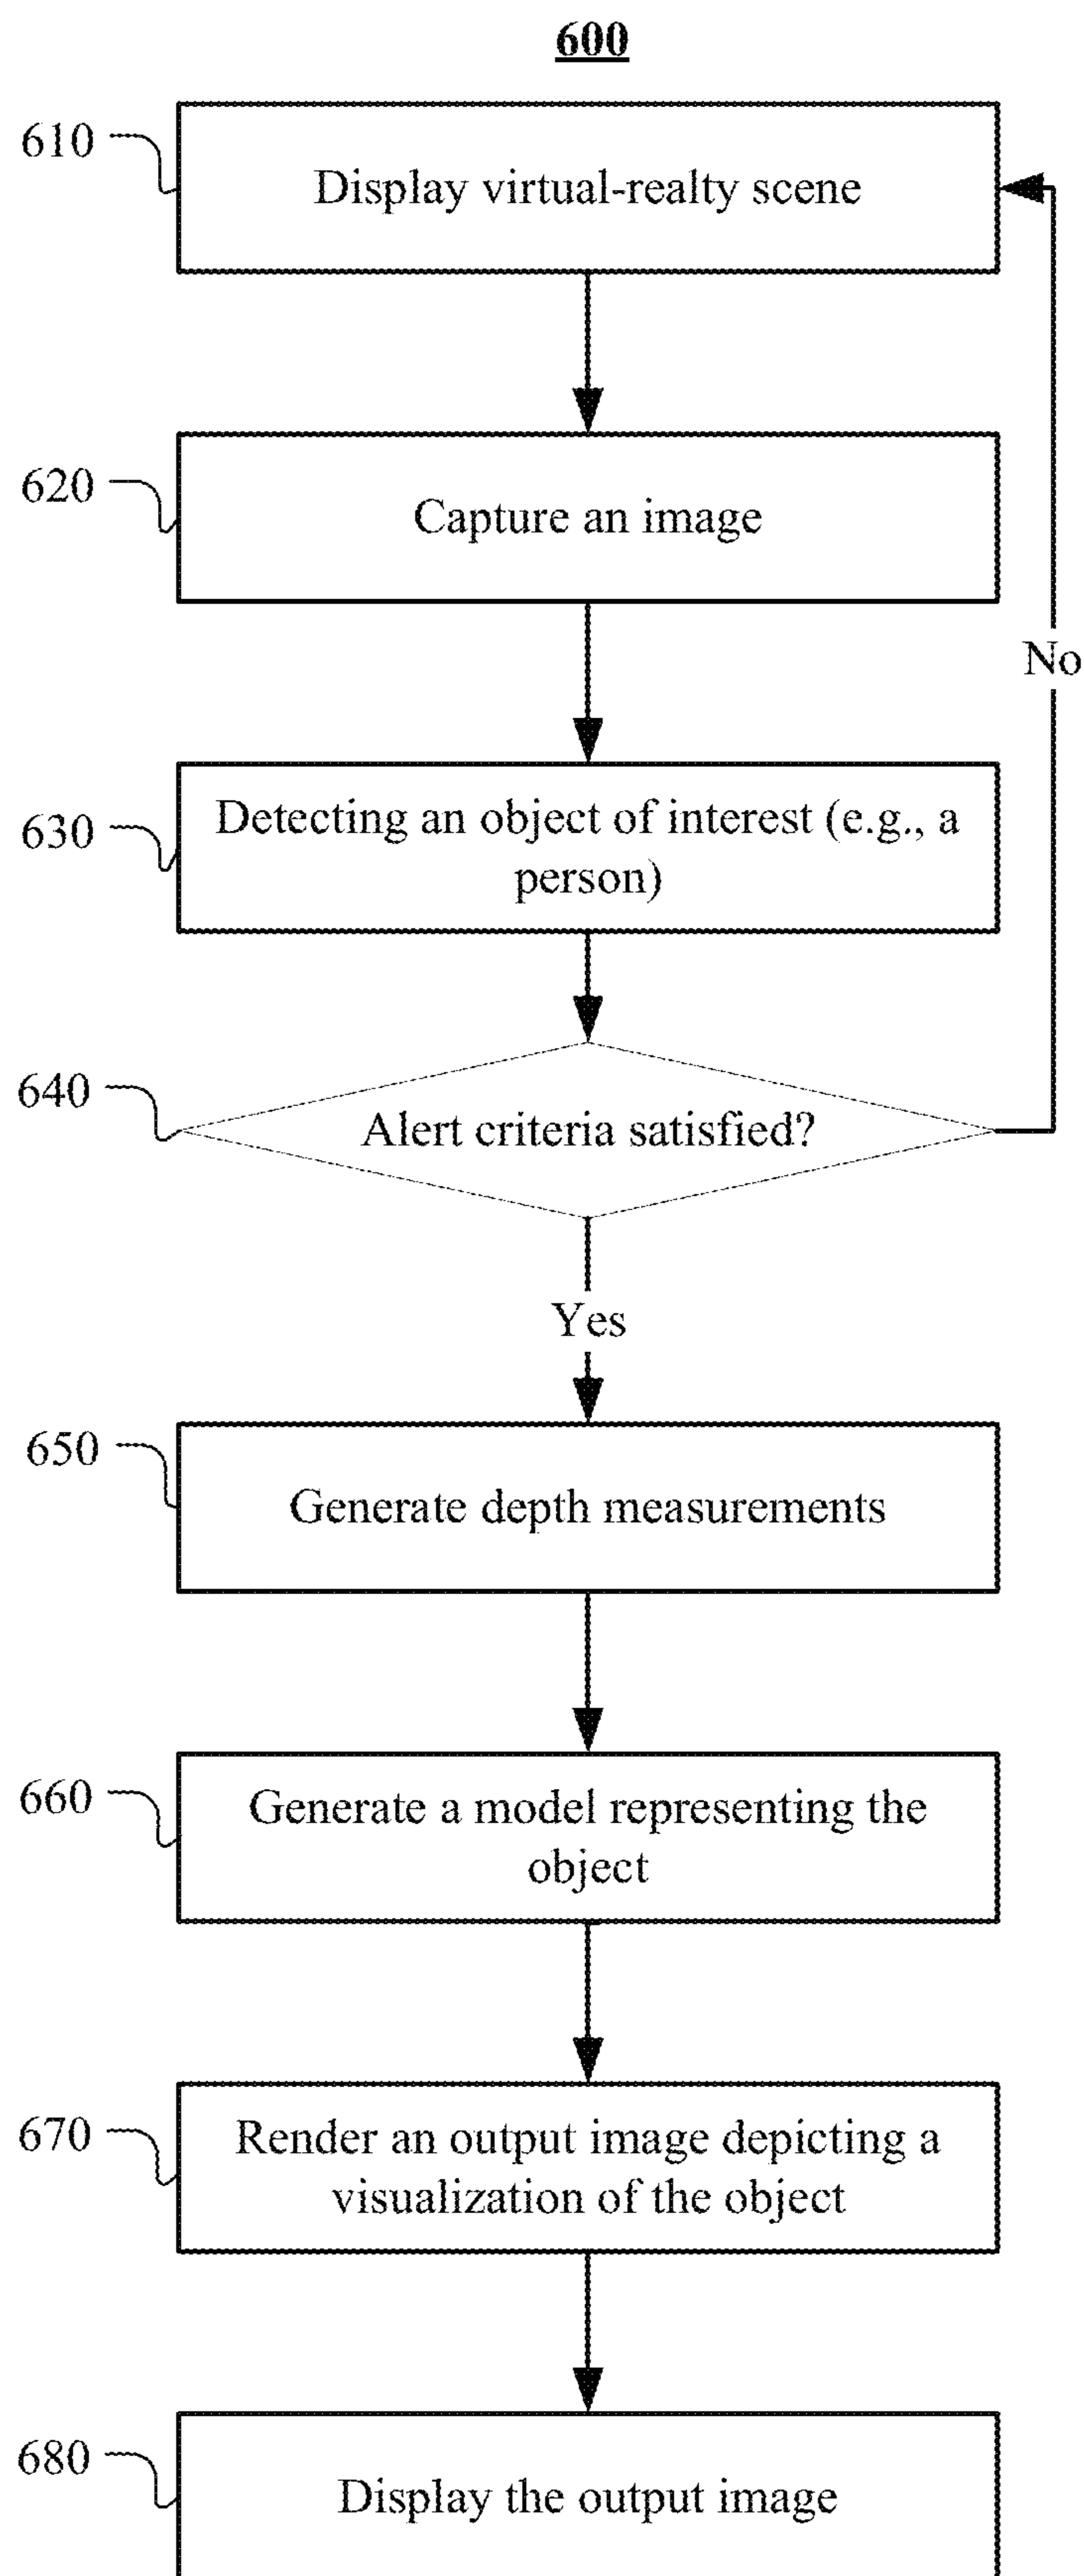 600
610
Display virtual-realty scene
620
Capture an image
No
630
Detecting an object of interest (e.g., a
person)
640
Alert criteria satisfied?
Yes
650
Generate depth measurements
660
Generate a model representing the
object
670
Render an output image depicting a
visualization of the object
680
Display the output image